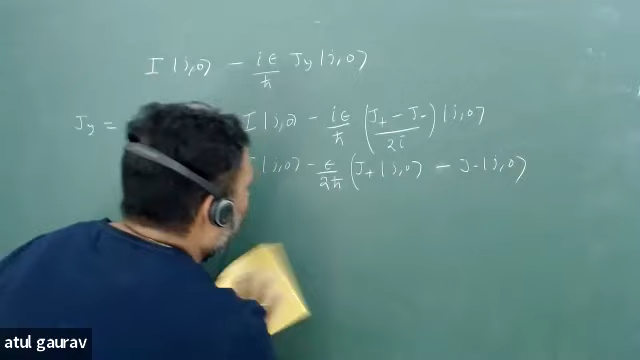 I |j,0⟩ - iε/ħ Jy |j,0⟩
Jy = I |j,0⟩ - iε/ħ (J+ - J-/2i) |j,0⟩
|j,0⟩ - ε/2ħ (J+ |j,0⟩ - J- |j,0⟩
atul gaurav